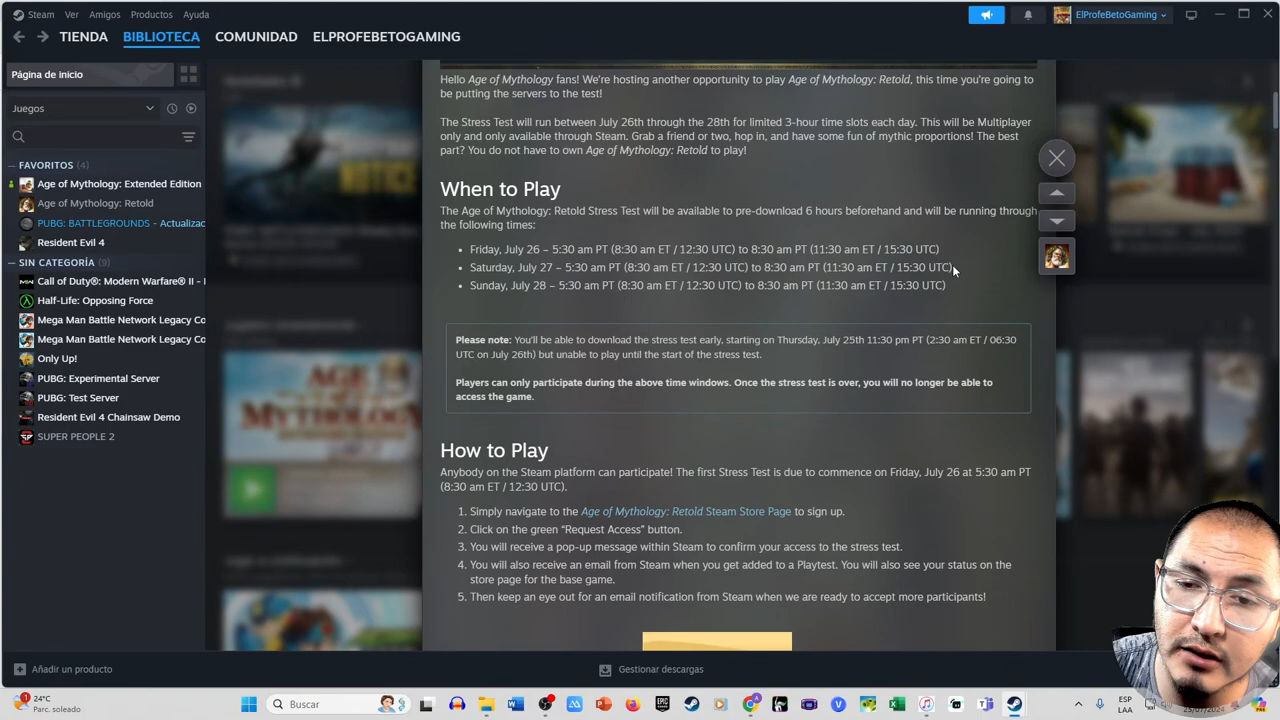 Steam Ver Amigos Productos Ayuda
ElProfeBetoGaming
TIENDA BIBLIOTECA COMUNIDAD ELPROFEBETOGAMING
Página de inicio
Juegos
FAVORITOS (4)
Age of Mythology: Extended Edition
Age of Mythology: Retold
PUBG: BATTLEGROUNDS - Actualizac
Resident Evil 4
SIN CATEGORÍA (9)
Call of Duty®: Modern Warfare® II -
Half-Life: Opposing Force
Mega Man Battle Network Legacy Co
Mega Man Battle Network Legacy Co
Only Up!
PUBG: Experimental Server
PUBG: Test Server
Resident Evil 4 Chainsaw Demo
SUPER PEOPLE 2
Hello Age of Mythology fans! We're hosting another opportunity to play Age of Mythology: Retold, this time you're going to
be putting the servers to the test!
The Stress Test will run between July 26th through the 28th for limited 3-hour time slots each day. This will be Multiplayer
only and only available through Steam. Grab a friend or two, hop in, and have some fun of mythic proportions! The best
part? You do not have to own Age of Mythology: Retold to play!
When to Play
The Age of Mythology: Retold Stress Test will be available to pre-download 6 hours beforehand and will be running through
the following times:
• Friday, July 26 – 5:30 am PT (8:30 am ET / 12:30 UTC) to 8:30 am PT (11:30 am ET / 15:30 UTC)
• Saturday, July 27 – 5:30 am PT (8:30 am ET / 12:30 UTC) to 8:30 am PT (11:30 am ET / 15:30 UTC)
• Sunday, July 28 – 5:30 am PT (8:30 am ET / 12:30 UTC) to 8:30 am PT (11:30 am ET / 15:30 UTC)
Please note: You'll be able to download the stress test early, starting on Thursday, July 25th 11:30 pm PT (2:30 am ET / 06:30
UTC on July 26th) but unable to play until the start of the stress test.
Players can only participate during the above time windows. Once the stress test is over, you will no longer be able to
access the game.
How to Play
Anybody on the Steam platform can participate! The first Stress Test is due to commence on Friday, July 26 at 5:30 am PT
(8:30 am ET / 12:30 UTC).
1. Simply navigate to the Age of Mythology: Retold Steam Store Page to sign up.
2. Click on the green “Request Access” button.
3. You will receive a pop-up message within Steam to confirm your access to the stress test.
4. You will also receive an email from Steam when you get added to a Playtest. You will also see your status on the
store page for the base game.
5. Then keep an eye out for an email notification from Steam when we are ready to accept more participants!
AGE OF
MYTHOLOGY
Añadir un producto
Gestionar descargas
24°C
Parc. soleado
Buscar
ESP
LAA